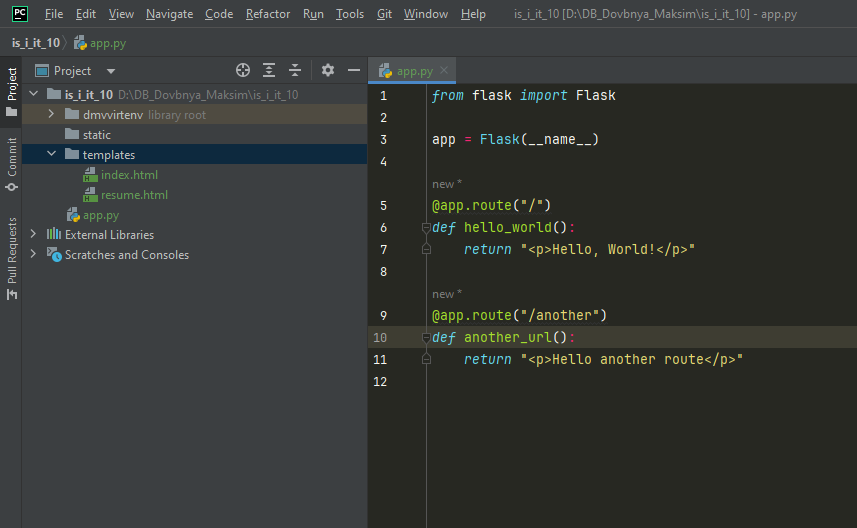 PC File Edit View Navigate Code Refactor Run Tools Git Window Help is_i_it_10 [D:\DB_Dovbnya_Maksim\is_i_it_10] - app.py
is_i_it_10 app.py
Project
app.py
Project
Commit
Pull Requests
is_i_it_10 D:\DB_Dovbnya_Maksim\is_i_it_10
dmvvirtenv library root
static
templates
index.html
resume.html
app.py
External Libraries
Scratches and Consoles
1 from flask import Flask
2
3 app = Flask(__name__)
4
new *
5 @app.route("/")
6 def hello_world():
7 return "<p>Hello, World!</p>"
8
new *
9 @app.route("/another")
10 def another_url():
11 return "<p>Hello another route</p>"
12